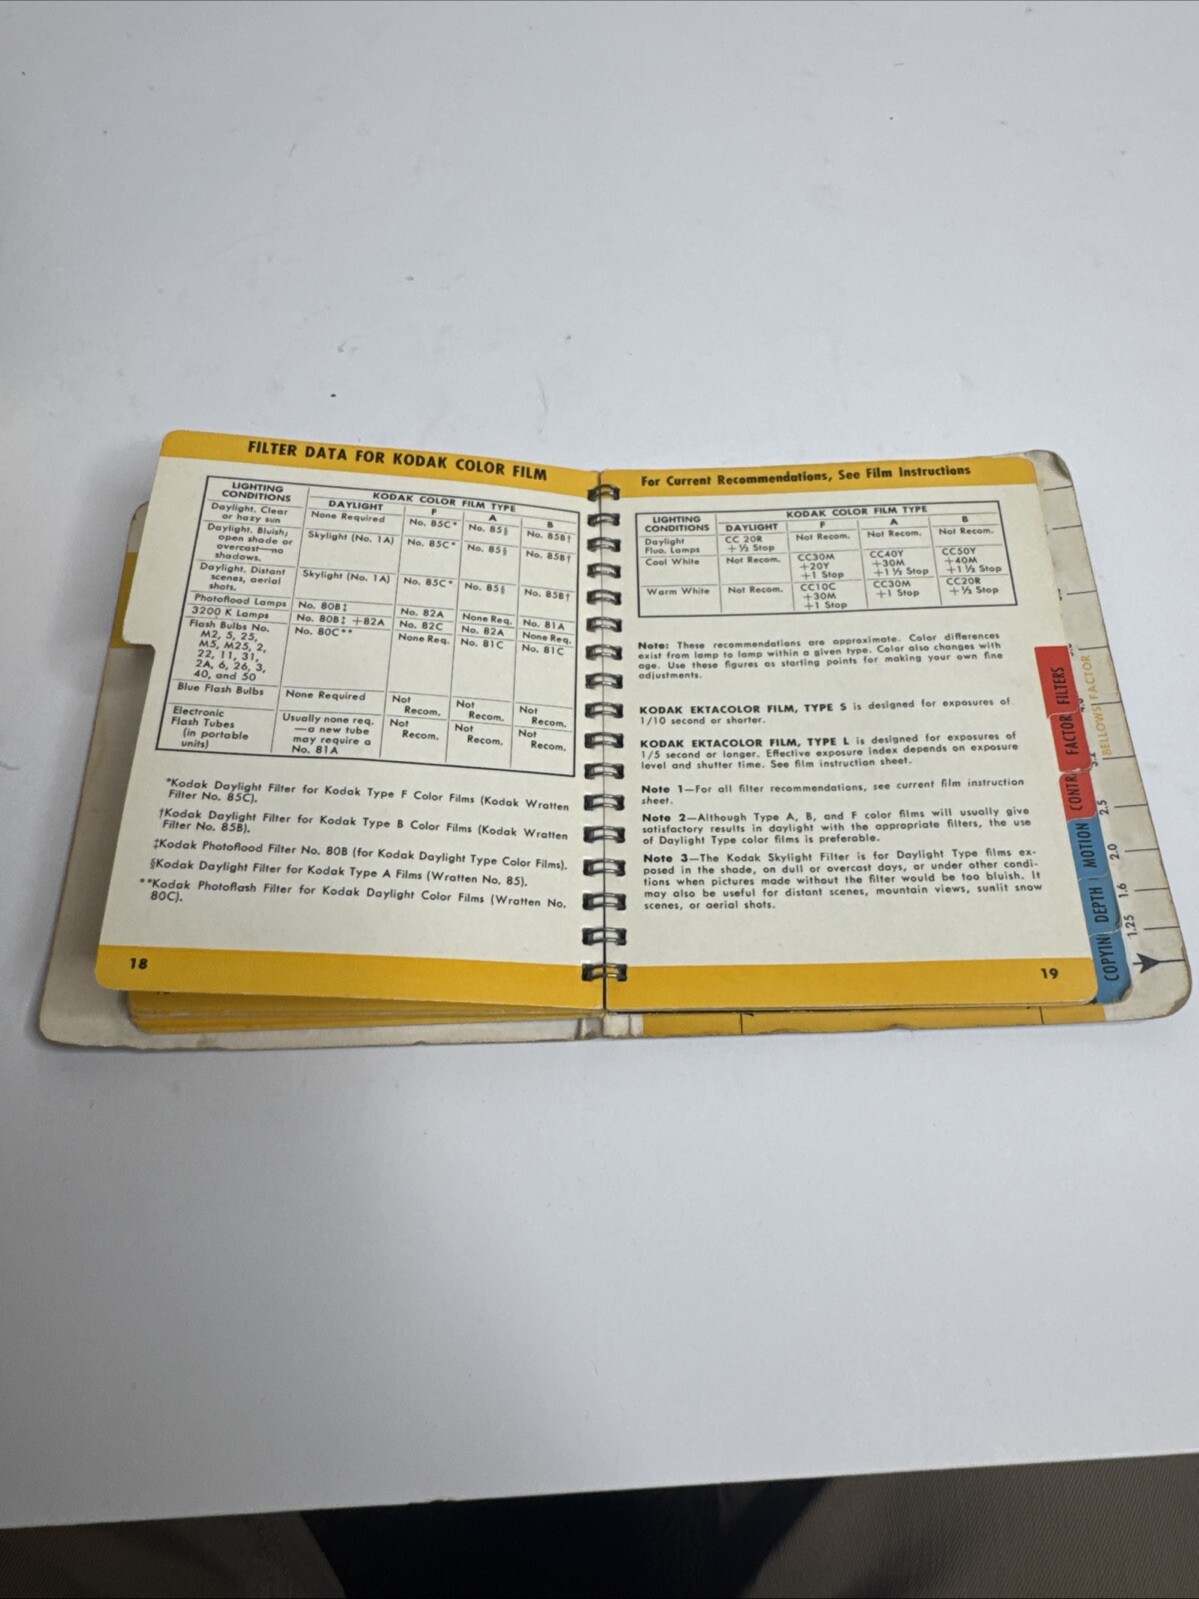 FILTER DATA FOR KODAK COLOR FILM
LIGHTING CONDITIONS | KODAK COLOR FILM TYPE
DAYLIGHT | F | A | B
Daylight, Clear or hazy sun | None Required | No. 85C* | No. 85§ | No. 85B†
Daylight, Bluish; open shade or overcast—no shadows. | Skylight (No. 1A) | No. 85C* | No. 85§ | No. 85B†
Daylight, Distant scenes, aerial shots. | Skylight (No. 1A) | No. 85C* | No. 85§ | No. 85B†
Photoflood Lamps | No. 80B‡ | No. 82A | None Req. | No. 81A
3200 K Lamps | No. 80B‡ +82A | No. 82C | No. 82A | None Req.
Flash Bulbs No. M2, 5, 25, M5, M25, 2, 22, 11, 31, 2A, 6, 26, 3, 40, and 50 | No. 80C** | None Req. | No. 81C | No. 81C
Blue Flash Bulbs | None Required | Not Recom. | Not Recom. | Not Recom.
Electronic Flash Tubes (in portable units) | Usually none req.—a new tube may require a No. 81A | Not Recom. | Not Recom. | Not Recom.
*Kodak Daylight Filter for Kodak Type F Color Films (Kodak Wratten
Filter No. 85C).
†Kodak Daylight Filter for Kodak Type B Color Films (Kodak Wratten
Filter No. 85B).
‡Kodak Photoflood Filter No. 80B (for Kodak Daylight Type Color Films).
§Kodak Daylight Filter for Kodak Type A Films (Wratten No. 85).
**Kodak Photoflash Filter for Kodak Daylight Color Films (Wratten No.
80C).
18
For Current Recommendations, See Film Instructions
LIGHTING CONDITIONS | KODAK COLOR FILM TYPE
DAYLIGHT | F | A | B
Daylight Fluo. Lamps | CC 20R + ½ Stop | Not Recom. | Not Recom. | Not Recom.
Cool White | Not Recom. | CC30M +20Y +1 Stop | CC40Y +30M +1 ⅓ Stop | CC50Y +40M +1 ⅓ Stop
Warm White | Not Recom. | CC10C +30M +1 Stop | CC30M +1 Stop | CC20R + ½ Stop
Note: These recommendations are approximate. Color differences
exist from lamp to lamp within a given type. Color also changes with
age. Use these figures as starting points for making your own fine
adjustments.
KODAK EKTACOLOR FILM, TYPE S is designed for exposures of
1/10 second or shorter.
KODAK EKTACOLOR FILM, TYPE L is designed for exposures of
1/5 second or longer. Effective exposure index depends on exposure
level and shutter time. See film instruction sheet.
Note 1—For all filter recommendations, see current film instruction
sheet.
Note 2—Although Type A, B, and F color films will usually give
satisfactory results in daylight with the appropriate filters, the use
of Daylight Type color films is preferable.
Note 3—The Kodak Skylight Filter is for Daylight Type films ex-
posed in the shade, on dull or overcast days, or under other condi-
tions when pictures made without the filter would be too bluish. It
may also be useful for distant scenes, mountain views, sunlit snow
scenes, or aerial shots.
19
FILTERS
FACTOR
CONTR
MOTION
DEPTH
COPYIN
BELLOWS FACTOR
2.5
2.0
1.6
1.25